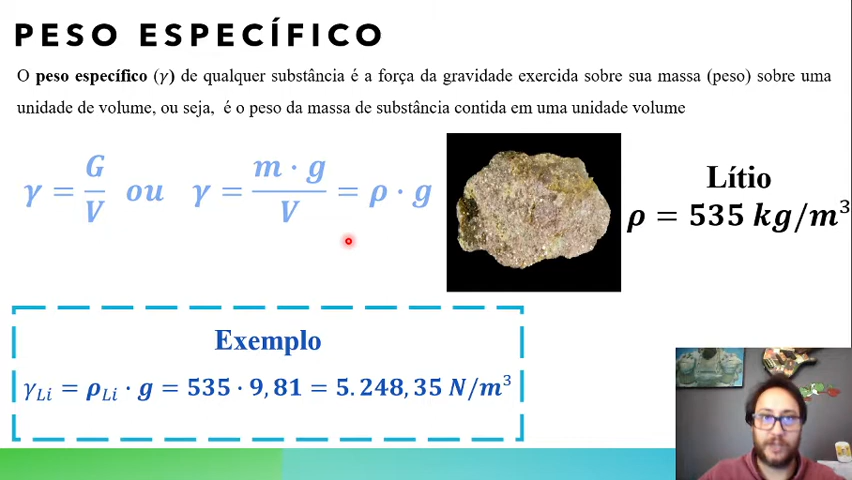 PESO ESPECÍFICO
O peso específico (γ) de qualquer substância é a força da gravidade exercida sobre sua massa (peso) sobre uma
unidade de volume, ou seja, é o peso da massa de substância contida em uma unidade volume
γ = G/V ou γ = m · g/V = ρ · g
Lítio
ρ = 535 kg/m³
Exemplo
γLi = ρLi · g = 535 · 9,81 = 5.248,35 N/m³